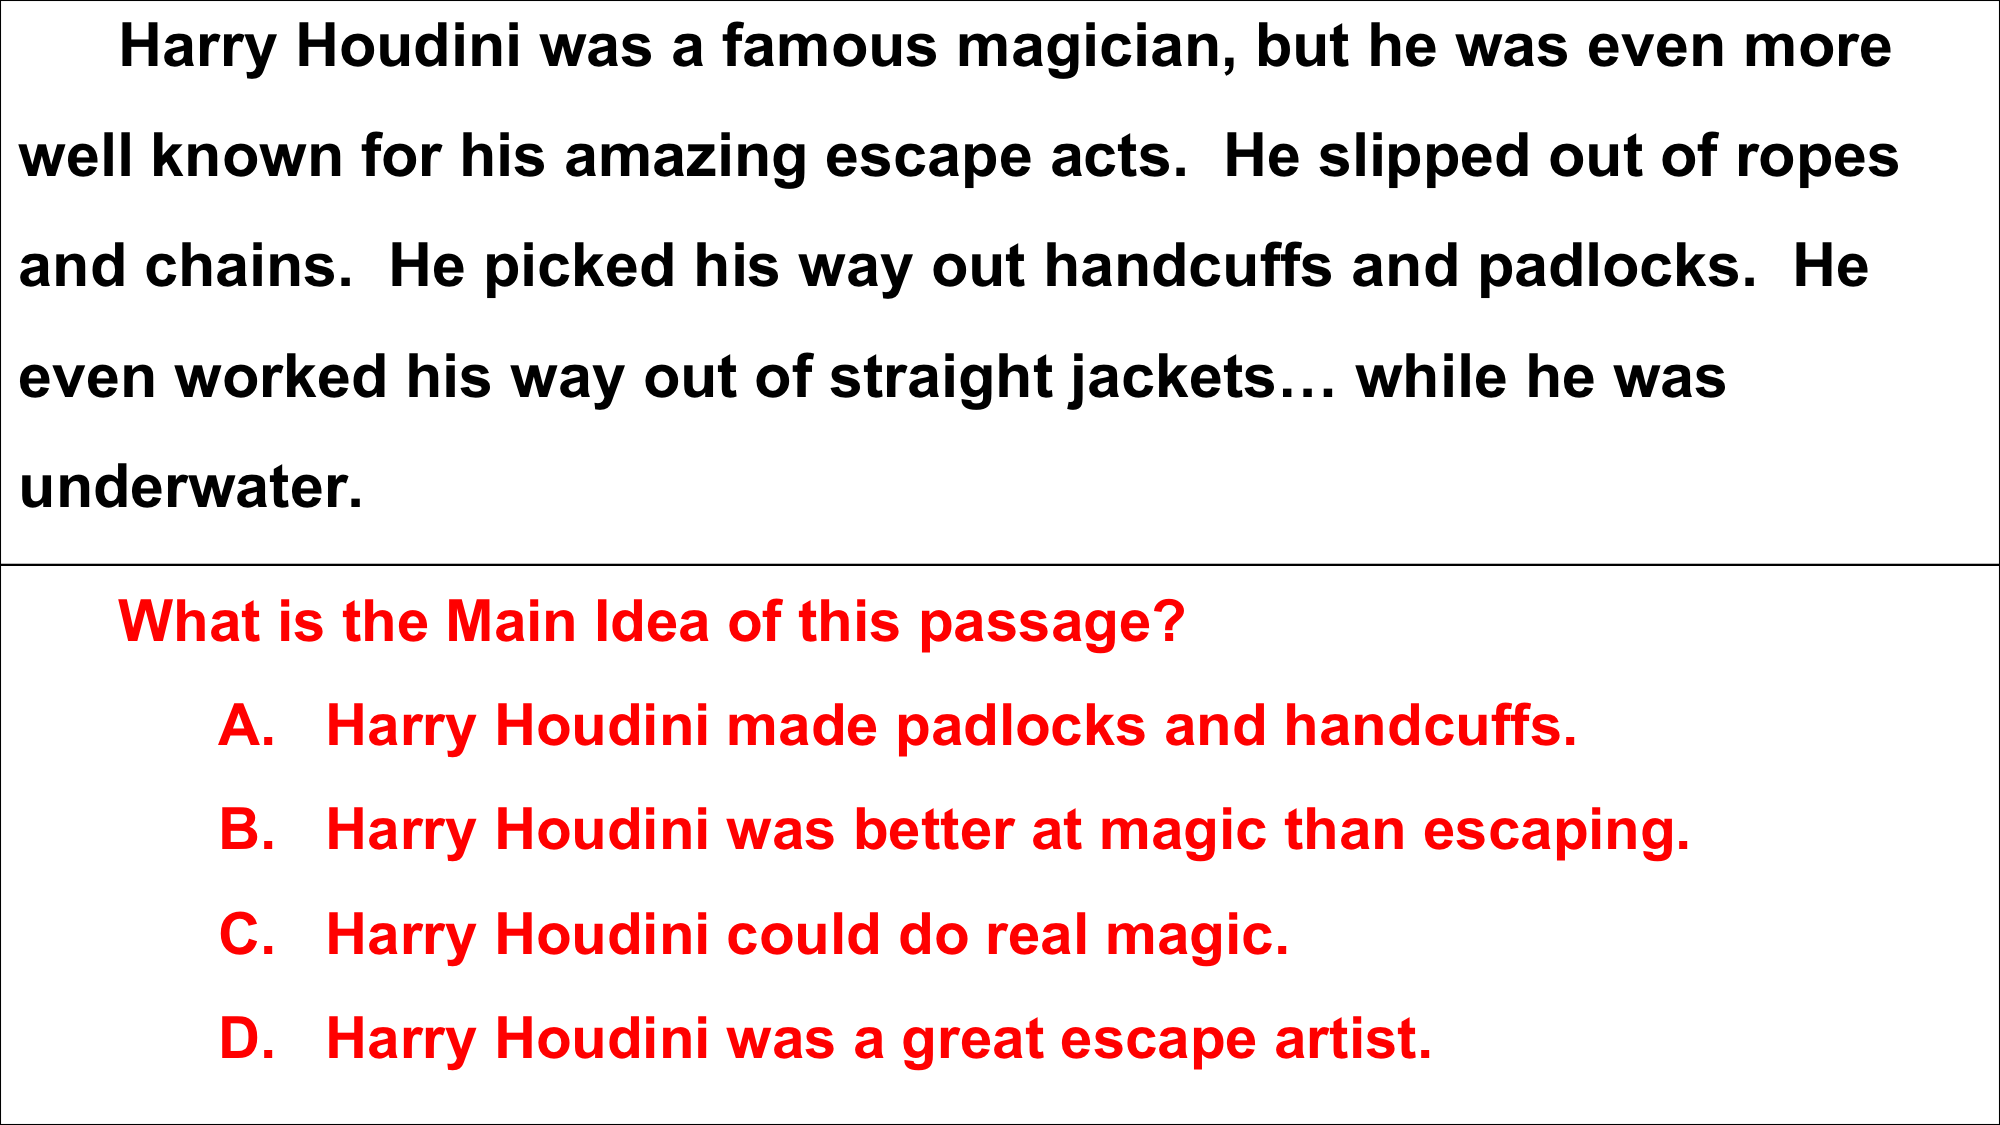 Harry Houdini was a famous magician, but he was even more
well known for his amazing escape acts.  He slipped out of ropes
and chains.  He picked his way out handcuffs and padlocks.  He
even worked his way out of straight jackets… while he was
underwater.
What is the Main Idea of this passage?
A. Harry Houdini made padlocks and handcuffs.
B. Harry Houdini was better at magic than escaping.
C. Harry Houdini could do real magic.
D. Harry Houdini was a great escape artist.